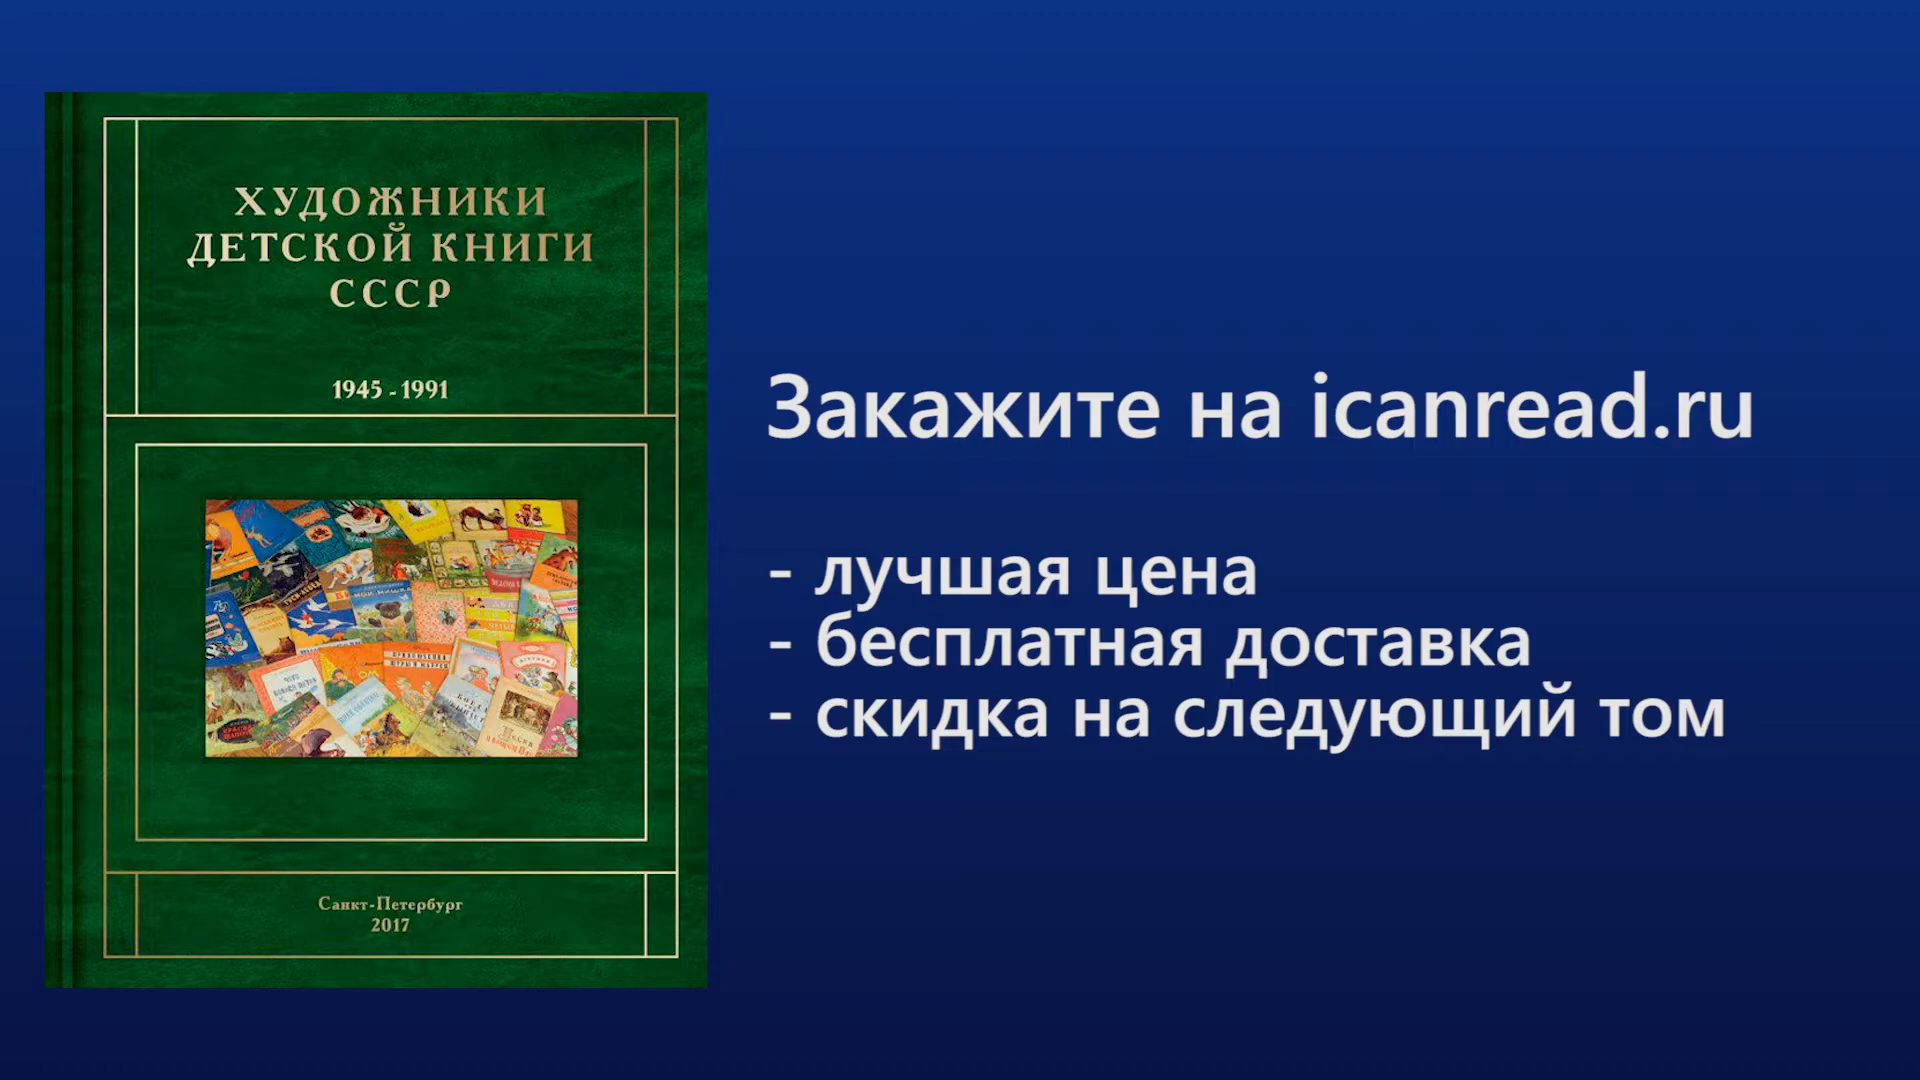 ХУДОЖНИКИ
ДЕТСКОЙ КНИГИ
СССР
1945 - 1991
Санкт-Петербург
2017
Закажите на icanread.ru
- лучшая цена
- бесплатная доставка
- скидка на следующий том